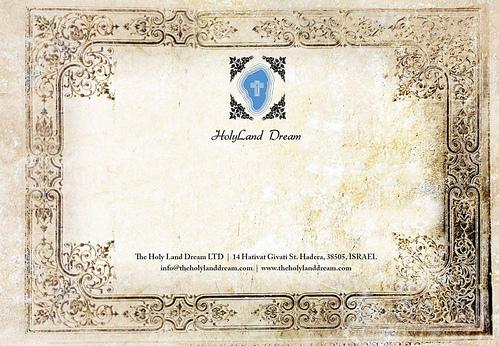 HolyLand Dream
The Holy Land Dream LTD | 14 Hativat Givati St. Hadera, 38505, ISRAEL
info@theholylanddream.com | www.theholylanddream.com